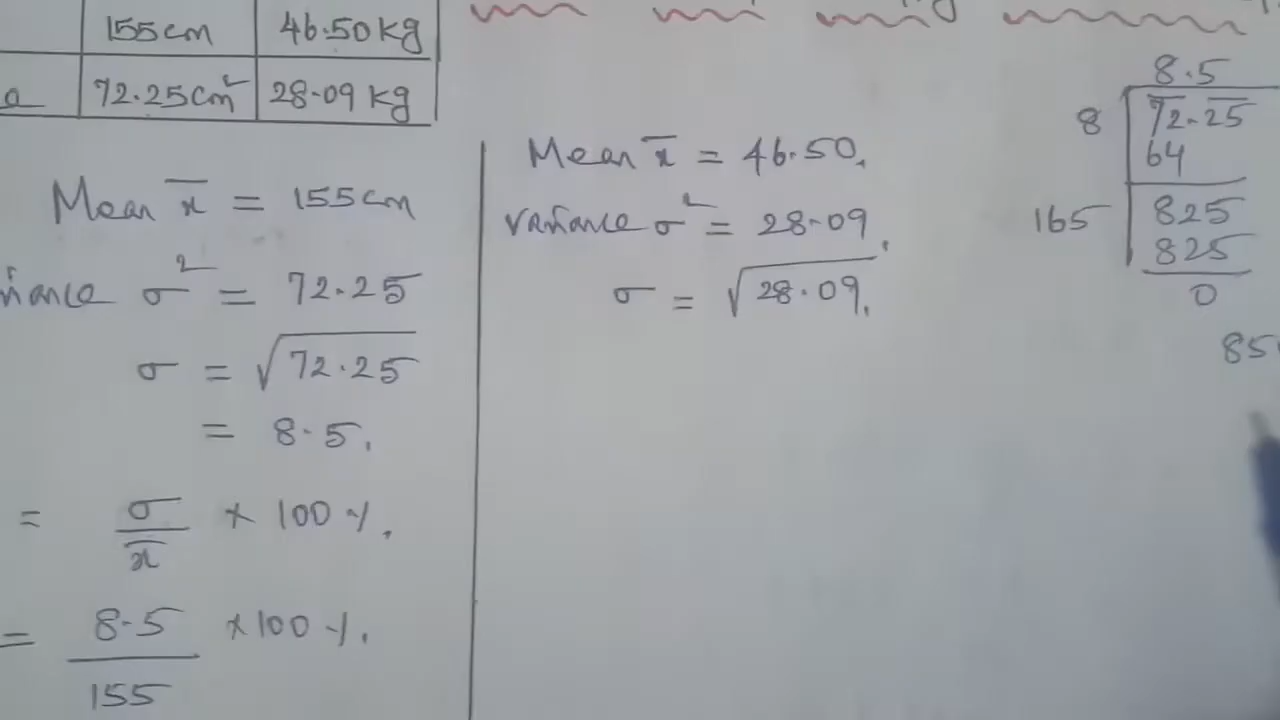 155cm 46.50kg
a 72.25cm² 28.09 kg
Mean x̄ = 155cm
iance σ² = 72.25
σ = √72.25
= 8.5.
= σ/x̄ × 100 %.
= 8.5/155 × 100 %.
Mean x̄ = 46.50.
variance σ² = 28.09
σ = √28.09.
8.5
8 72.25
64
165 825
825
0
85